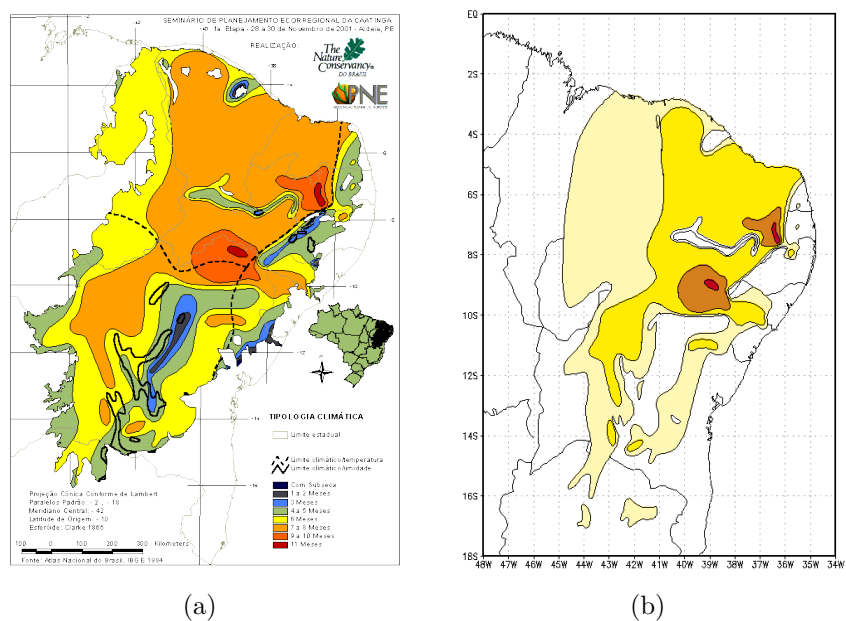 SEMINÁRIO DE PLANEJAMENTO ECORREGIONAL DA CAATINGA
1a. Etapa - 28 a 30 de Novembro de 2001 - Aldeia, PE
REALIZAÇÃO:
The
Nature
Conservancy
DO BRASIL
PNE
TIPOLOGIA CLIMÁTICA
Limite estadual
Limite climático/temperatura
Limite climático/umidade
Com Subseca
1 a 2 Meses
3 Meses
4 a 5 Meses
6 Meses
7 a 8 Meses
9 a 10 Meses
11 Meses
Projeção Cônica Conforme de Lambert
Paralelos Padrão: - 2 , - 18
Meridiano Central: - 42
Latitude de Origem: - 10
Esferóide: Clarke 1866
100 0 100 200 300 Kilometers
Fonte: Atlas Nacional do Brasil, IBGE 1984
(a)
EQ
2S
4S
6S
8S
10S
12S
14S
16S
18S
48W 47W 46W 45W 44W 43W 42W 41W 40W 39W 38W 37W 36W 35W 34W
(b)